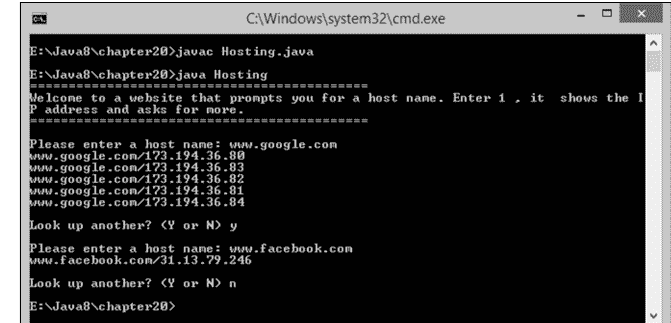 C:\Windows\system32\cmd.exe
E:\Java8\chapter20>javac Hosting.java
E:\Java8\chapter20>java Hosting
==========================================
Welcome to a website that prompts you for a host name. Enter 1 , it  shows the I
P address and asks for more.
==========================================
Please enter a host name: www.google.com
www.google.com/173.194.36.80
www.google.com/173.194.36.83
www.google.com/173.194.36.82
www.google.com/173.194.36.81
www.google.com/173.194.36.84
Look up another? (Y or N) y
Please enter a host name: www.facebook.com
www.facebook.com/31.13.79.246
Look up another? (Y or N) n
E:\Java8\chapter20>